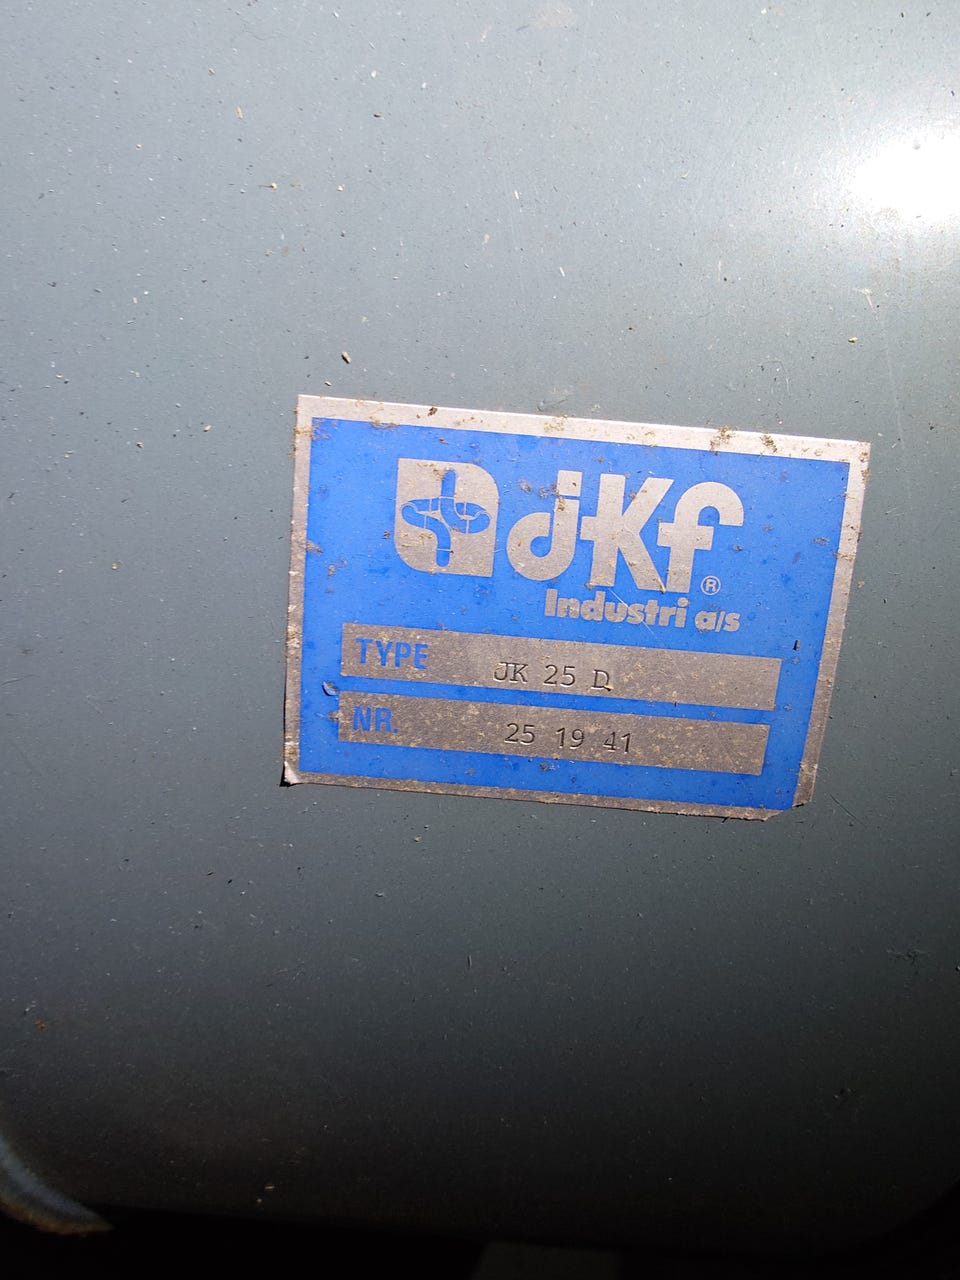 jKf®
Industri a/s
TYPE JK 25 D
NR. 25 19 41